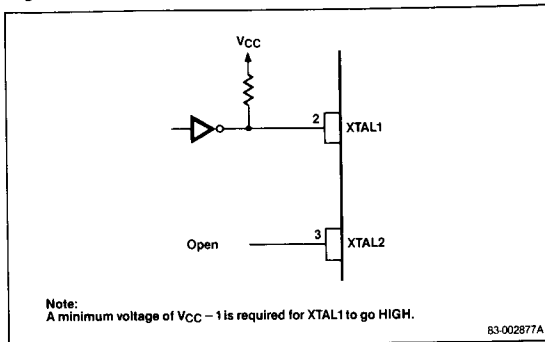 VCC
2
XTAL1
3
Open
XTAL2
Note:
A minimum voltage of VCC – 1 is required for XTAL1 to go HIGH.
83-002877A